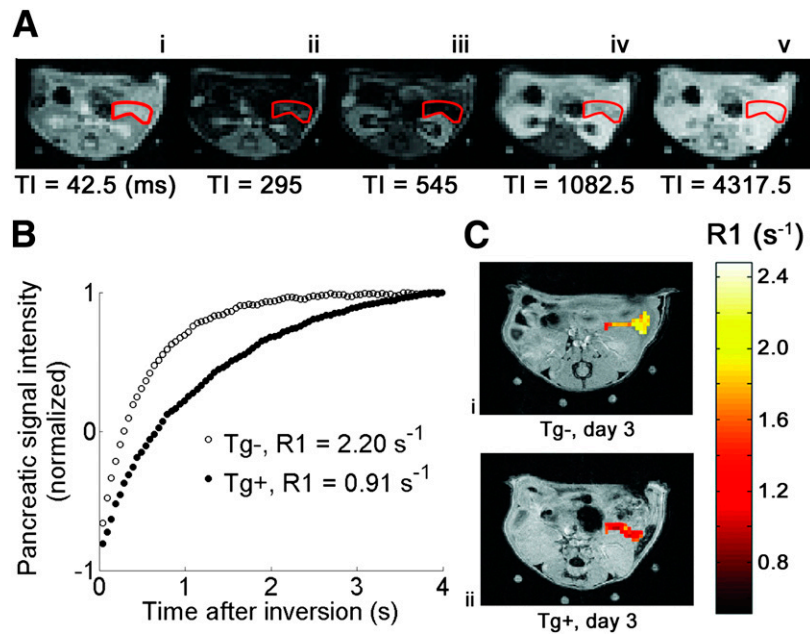 A
i ii iii iv v
TI = 42.5 (ms) TI = 295 TI = 545 TI = 1082.5 TI = 4317.5
B
Pancreatic signal intensity
(normalized)
1
0
-1
0 1 2 3 4
Time after inversion (s)
○ Tg-, R1 = 2.20 s⁻¹
● Tg+, R1 = 0.91 s⁻¹
C
R1 (s⁻¹)
i
Tg-, day 3
ii
Tg+, day 3
2.4
2.0
1.6
1.2
0.8